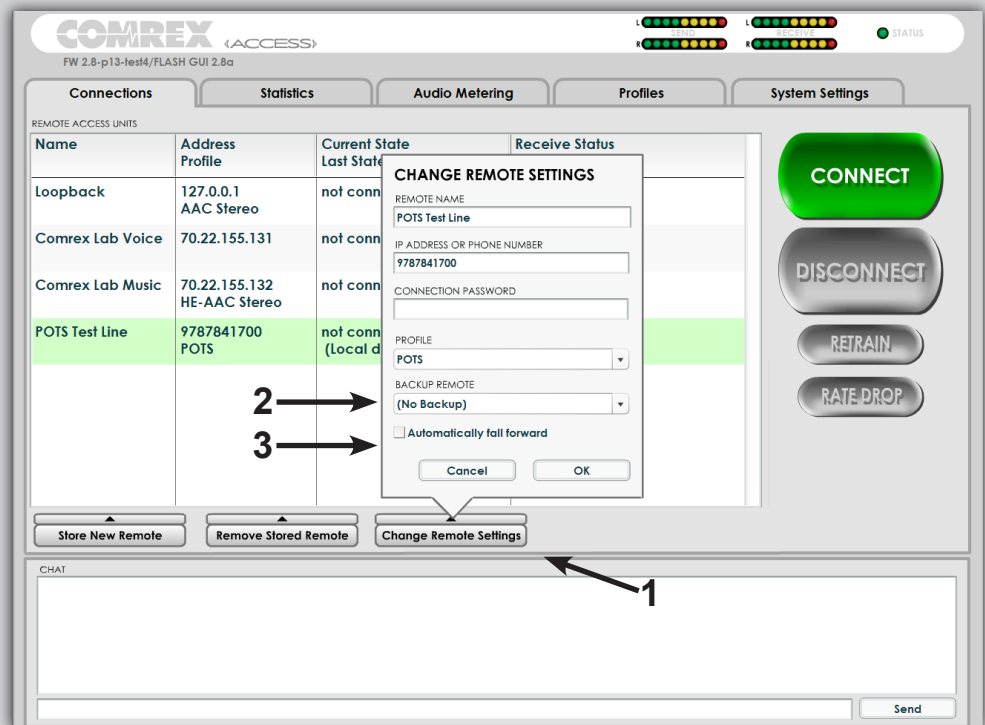 COMREX ‹ACCESS›
L SEND R
L RECEIVE R
STATUS
FW 2.8-p13-test4/FLASH GUI 2.8a
Connections
Statistics
Audio Metering
Profiles
System Settings
REMOTE ACCESS UNITS
Name
Address
Profile
Current State
Last State
Receive Status
Loopback
127.0.0.1
AAC Stereo
not conn
Comrex Lab Voice
70.22.155.131
not conn
Comrex Lab Music
70.22.155.132
HE-AAC Stereo
not conn
POTS Test Line
9787841700
POTS
not conn
(Local d
CHANGE REMOTE SETTINGS
REMOTE NAME
POTS Test Line
IP ADDRESS OR PHONE NUMBER
9787841700
CONNECTION PASSWORD
PROFILE
POTS
BACKUP REMOTE
(No Backup)
Automatically fall forward
Cancel
OK
2
3
1
CONNECT
DISCONNECT
RETRAIN
RATE DROP
Store New Remote
Remove Stored Remote
Change Remote Settings
CHAT
Send